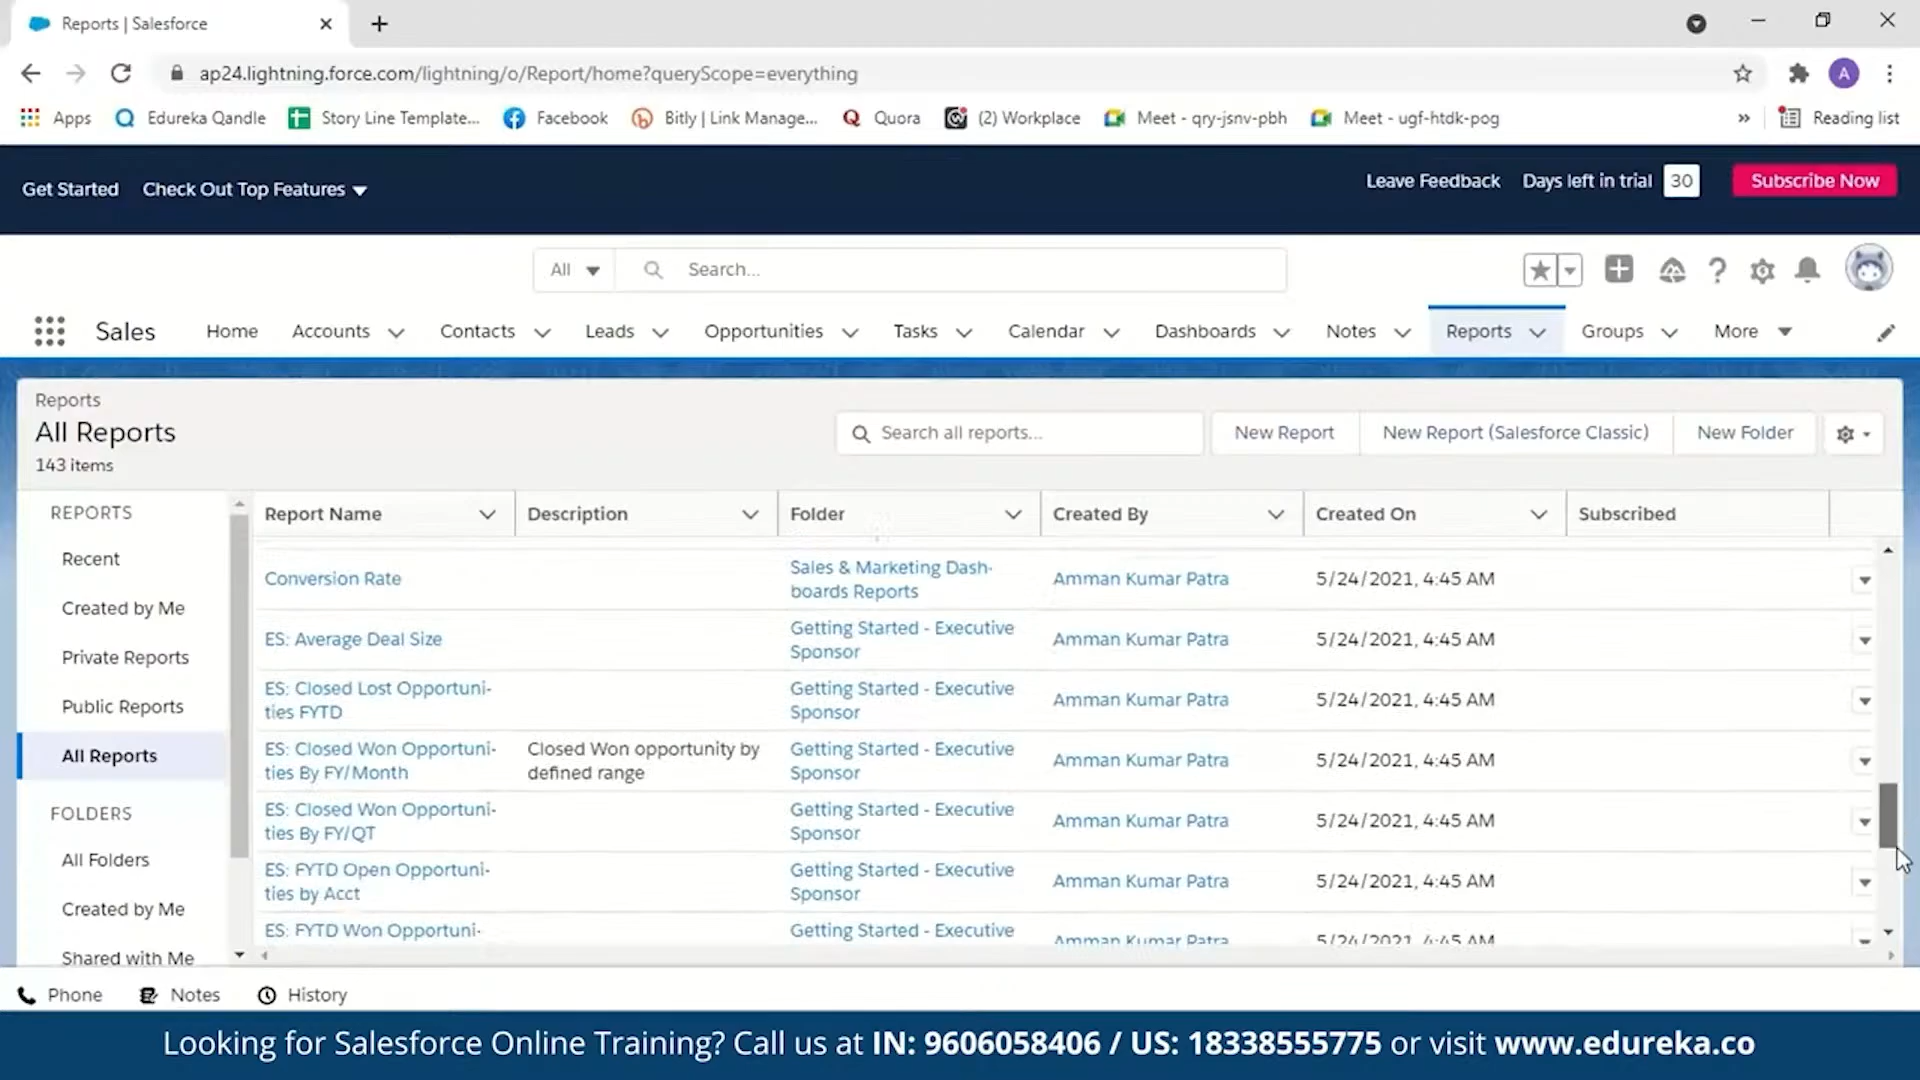 Reports | Salesforce
ap24.lightning.force.com/lightning/o/Report/home?queryScope=everything
A
Apps
Edureka Qandle
Story Line Template...
Facebook
Bitly | Link Manage...
Quora
(2) Workplace
Meet - qry-jsnv-pbh
Meet - ugf-htdk-pog
»
Reading list
Get Started
Check Out Top Features
Leave Feedback
Days left in trial
30
Subscribe Now
All
Search...
Sales
Home
Accounts
Contacts
Leads
Opportunities
Tasks
Calendar
Dashboards
Notes
Reports
Groups
More
Reports
All Reports
143 items
Search all reports...
New Report
New Report (Salesforce Classic)
New Folder
REPORTS
Recent
Created by Me
Private Reports
Public Reports
All Reports
FOLDERS
All Folders
Created by Me
Shared with Me
Report Name
Description
Folder
Created By
Created On
Subscribed
Conversion Rate
Sales & Marketing Dash-
boards Reports
Amman Kumar Patra
5/24/2021, 4:45 AM
ES: Average Deal Size
Getting Started - Executive
Sponsor
Amman Kumar Patra
5/24/2021, 4:45 AM
ES: Closed Lost Opportuni-
ties FYTD
Getting Started - Executive
Sponsor
Amman Kumar Patra
5/24/2021, 4:45 AM
ES: Closed Won Opportuni-
ties By FY/Month
Closed Won opportunity by
defined range
Getting Started - Executive
Sponsor
Amman Kumar Patra
5/24/2021, 4:45 AM
ES: Closed Won Opportuni-
ties By FY/QT
Getting Started - Executive
Sponsor
Amman Kumar Patra
5/24/2021, 4:45 AM
ES: FYTD Open Opportuni-
ties by Acct
Getting Started - Executive
Sponsor
Amman Kumar Patra
5/24/2021, 4:45 AM
ES: FYTD Won Opportuni-
Getting Started - Executive
Amman Kumar Patra
5/24/2021, 4:45 AM
Phone
Notes
History
Looking for Salesforce Online Training? Call us at IN: 9606058406 / US: 18338555775 or visit www.edureka.co